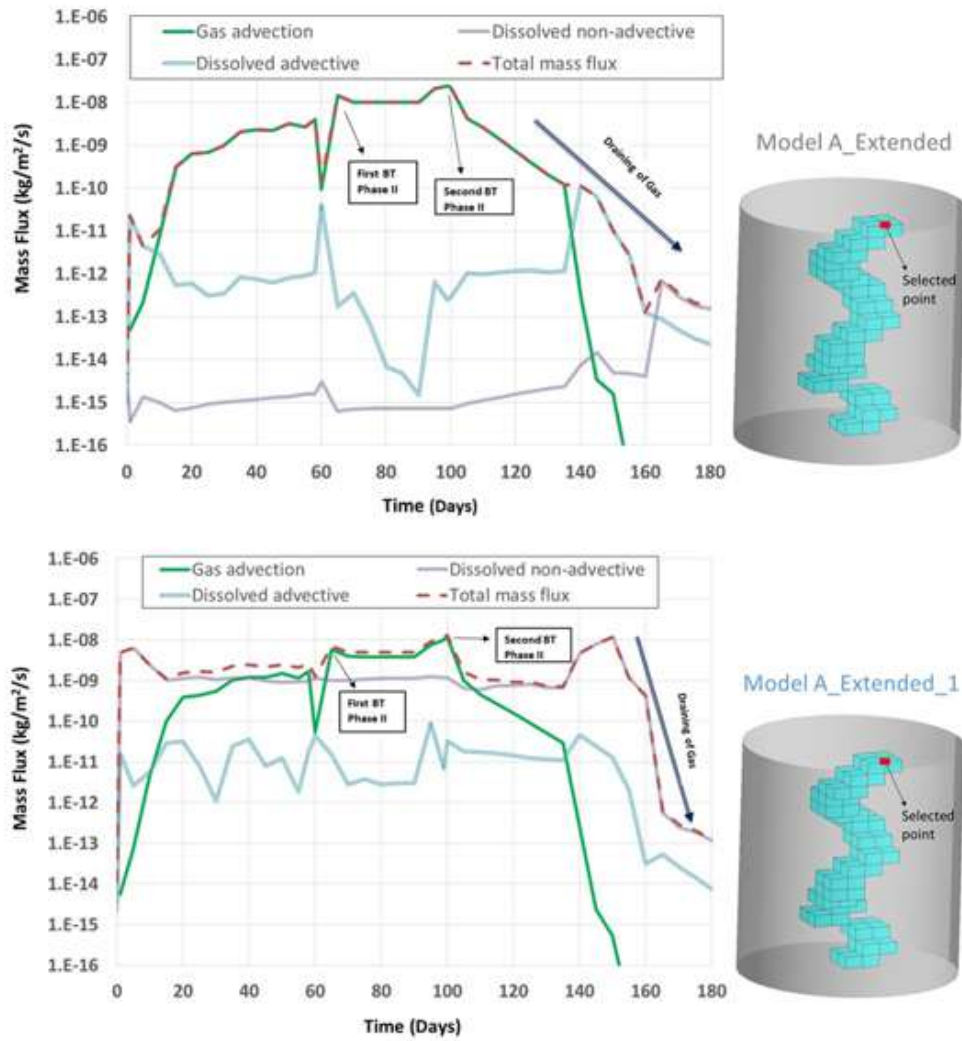 1.E-06
Gas advection
Dissolved non-advective
Dissolved advective
Total mass flux
1.E-07
1.E-08
1.E-09
1.E-10
1.E-11
1.E-12
1.E-13
1.E-14
1.E-15
1.E-16
Mass Flux (kg/m²/s)
First BT
Phase II
Second BT
Phase II
Draining of Gas
0 20 40 60 80 100 120 140 160 180
Time (Days)
Model A_Extended
Selected
point
1.E-06
Gas advection
Dissolved non-advective
Dissolved advective
Total mass flux
1.E-07
1.E-08
1.E-09
1.E-10
1.E-11
1.E-12
1.E-13
1.E-14
1.E-15
1.E-16
Mass Flux (kg/m²/s)
Second BT
Phase II
First BT
Phase II
Draining of Gas
0 20 40 60 80 100 120 140 160 180
Time (Days)
Model A_Extended_1
Selected
point